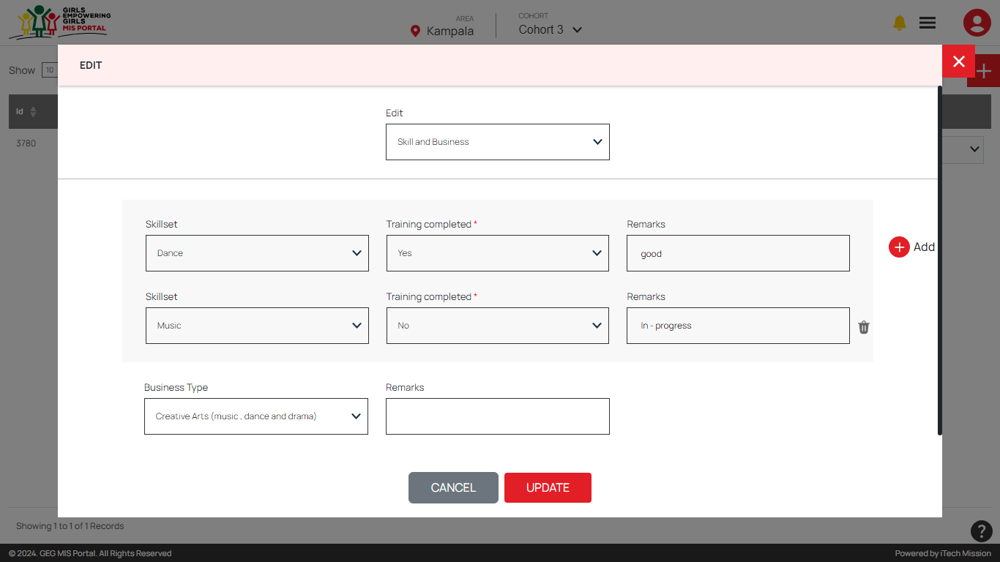 GIRLS
EMPOWERING
GIRLS
MIS PORTAL
AREA
Kampala
COHORT
Cohort 3
Show 10
EDIT
Id
3780
Edit
Skill and Business
Skillset Training completed * Remarks
Dance Yes good
Add
Skillset Training completed * Remarks
Music No In - progress
Business Type Remarks
Creative Arts (music , dance and drama)
CANCEL UPDATE
Showing 1 to 1 of 1 Records
?
© 2024. GEG MIS Portal. All Rights Reserved Powered by iTech Mission